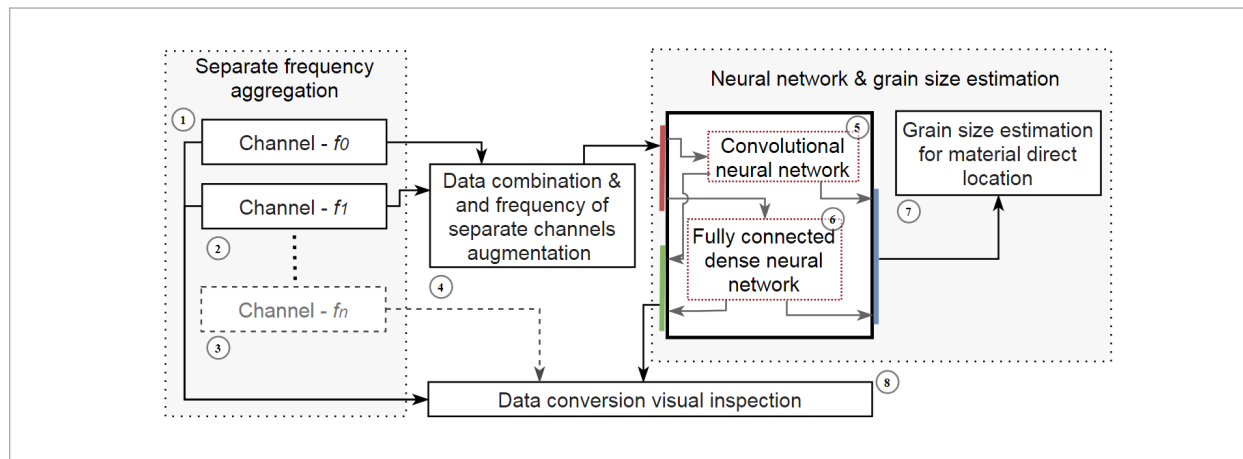 Separate frequency
aggregation
1
Channel - f0
Channel - f1
2
Channel - fn
3
Data combination &
and frequency of
separate channels
augmentation
4
Neural network & grain size estimation
5
Convolutional
neural network
6
Fully connected
dense neural
network
Grain size estimation
for material direct
location
7
8
Data conversion visual inspection